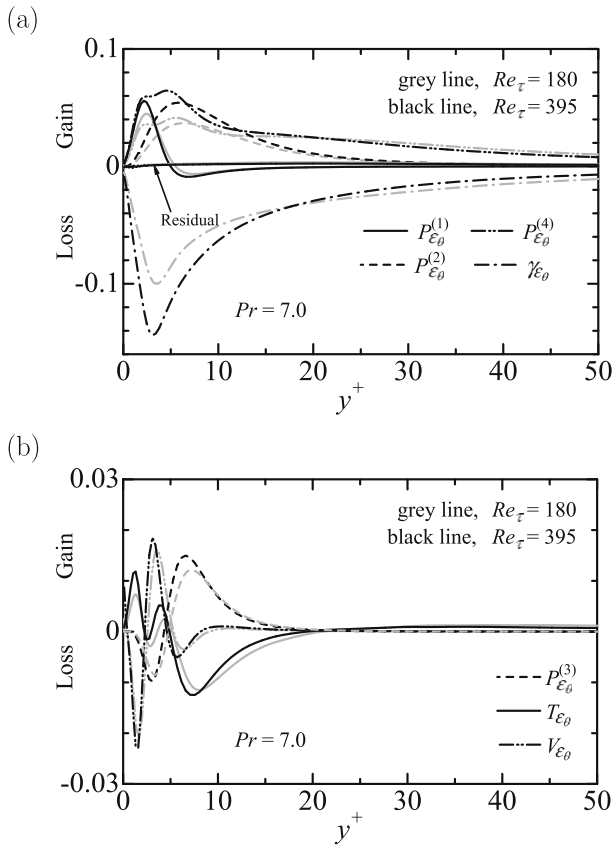 (a)
0.1
grey line, Re_τ = 180
black line, Re_τ = 395
Gain
0
Residual
Loss
P_{ε_θ}^{(1)} P_{ε_θ}^{(4)}
P_{ε_θ}^{(2)} γ_{ε_θ}
-0.1
Pr = 7.0
0 10 20 30 40 50
y^+
(b)
0.03
grey line, Re_τ = 180
black line, Re_τ = 395
Gain
0
Loss
P_{ε_θ}^{(3)}
T_{ε_θ}
V_{ε_θ}
Pr = 7.0
-0.03
0 10 20 30 40 50
y^+